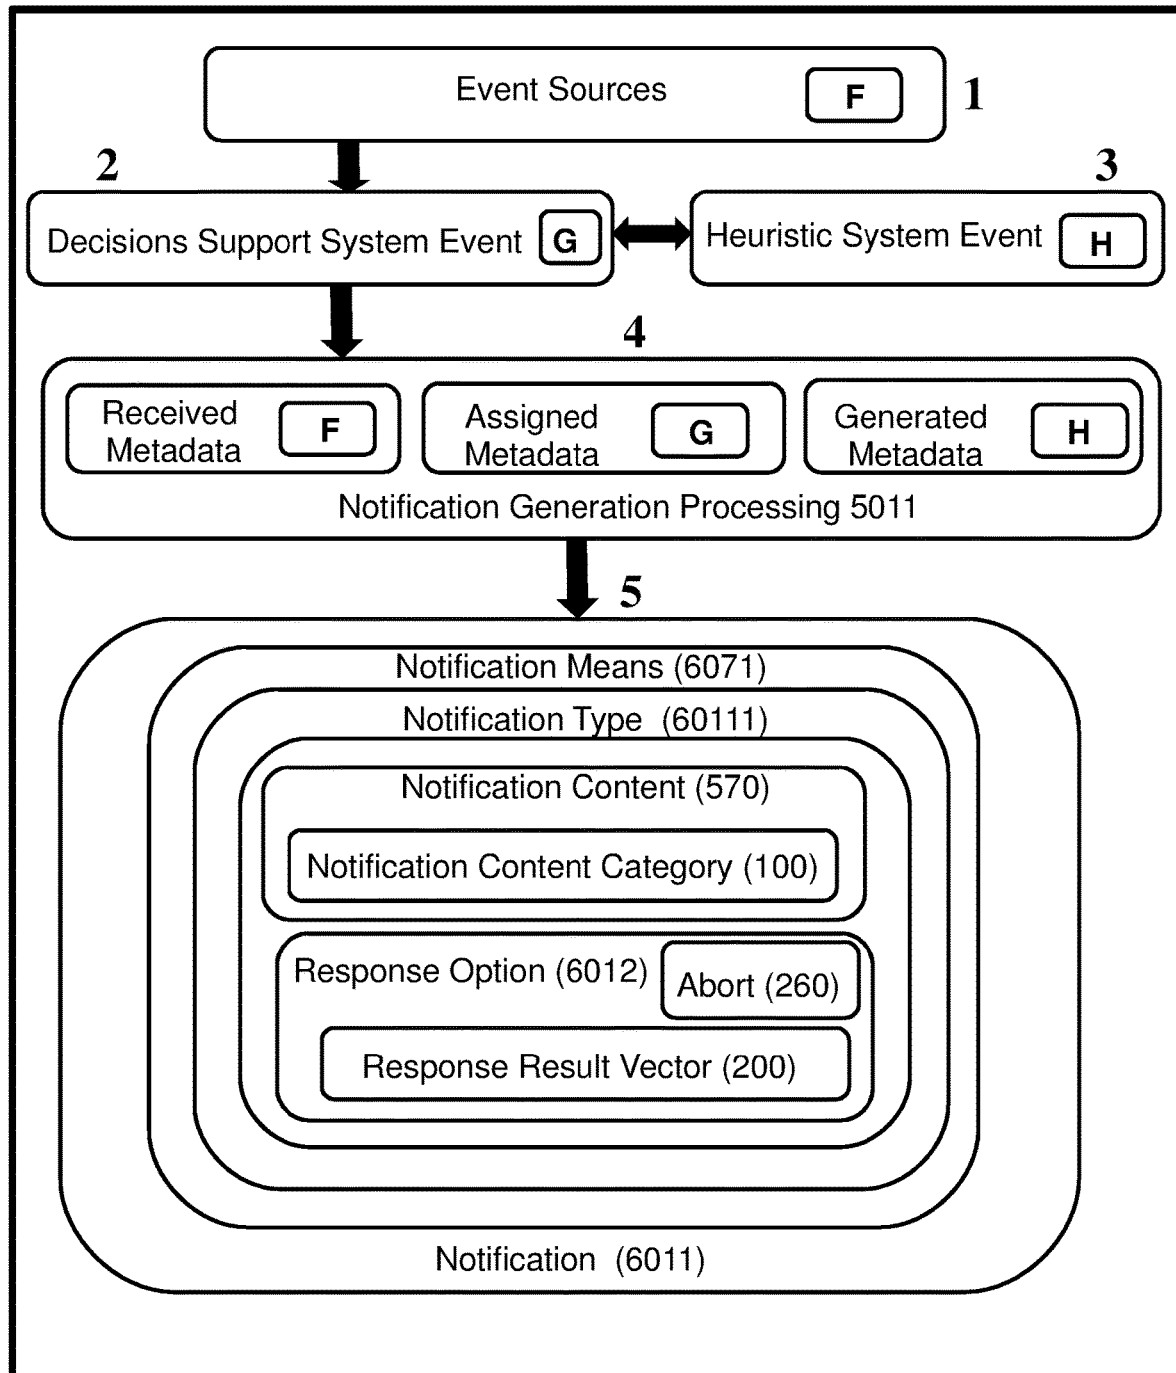 Event Sources
F
1
2
3
Decisions Support System Event
G
Heuristic System Event
H
4
Received
Metadata
F
Assigned
Metadata
G
Generated
Metadata
H
Notification Generation Processing 5011
5
Notification Means (6071)
Notification Type (60111)
Notification Content (570)
Notification Content Category (100)
Response Option (6012)
Abort (260)
Response Result Vector (200)
Notification (6011)